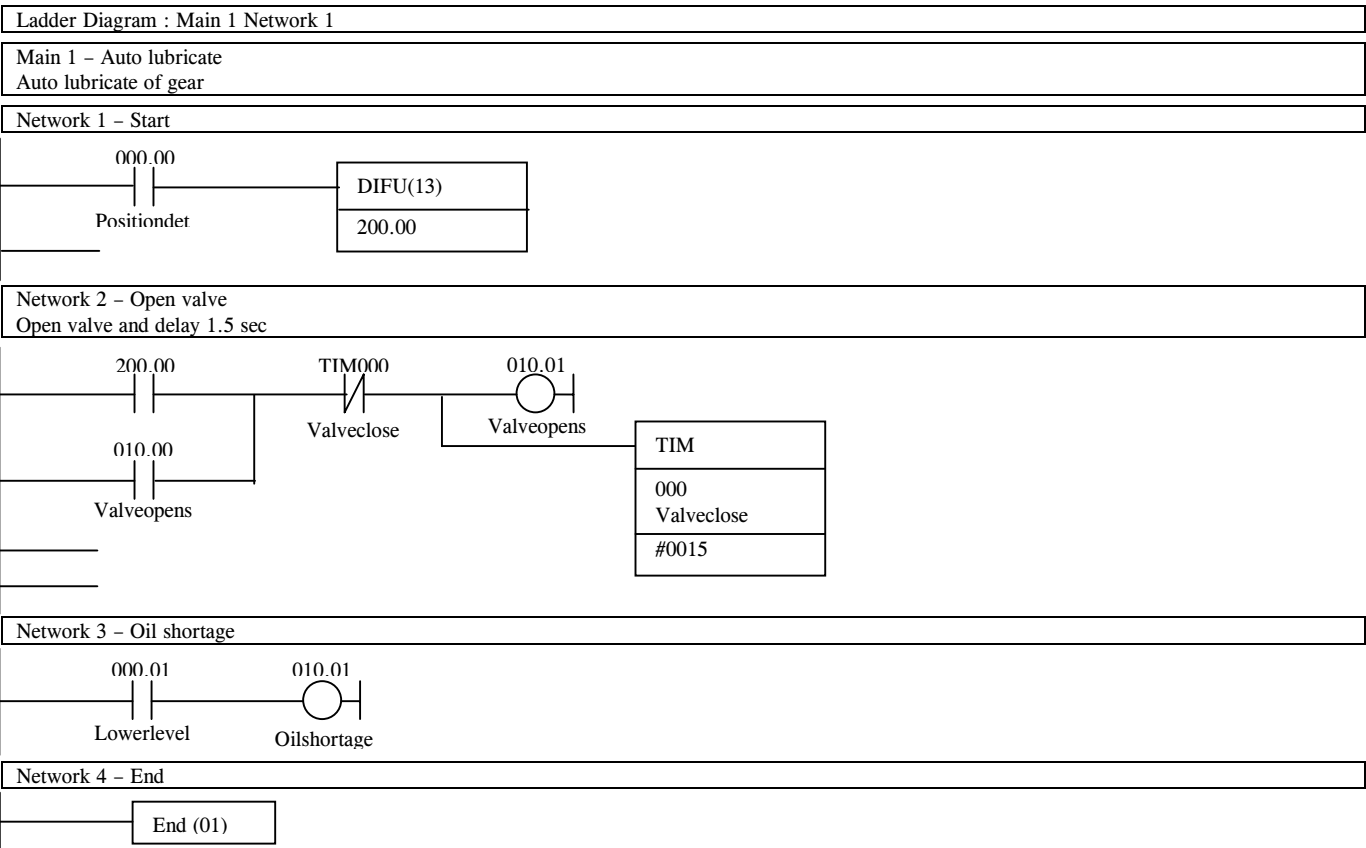 Ladder Diagram : Main 1 Network 1
Main 1 – Auto lubricate
Auto lubricate of gear
Network 1 – Start
000.00
Positiondet
DIFU(13)
200.00
Network 2 – Open valve
Open valve and delay 1.5 sec
200.00 TIM000 010.01
Valveclose Valveopens
010.00
Valveopens
TIM
000
Valveclose
#0015
Network 3 – Oil shortage
000.01 010.01
Lowerlevel Oilshortage
Network 4 – End
End (01)